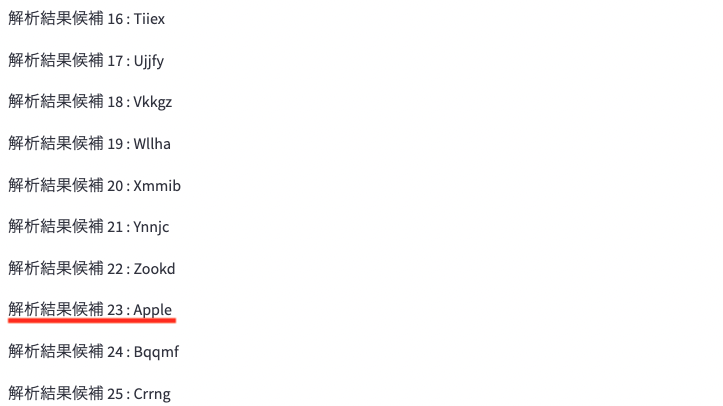 解析結果候補 16 : Tiiex
解析結果候補 17 : Ujjfy
解析結果候補 18 : Vkkgz
解析結果候補 19 : Wllha
解析結果候補 20 : Xmmib
解析結果候補 21 : Ynnjc
解析結果候補 22 : Zookd
解析結果候補 23 : Apple
解析結果候補 24 : Bqqmf
解析結果候補 25 : Crrng